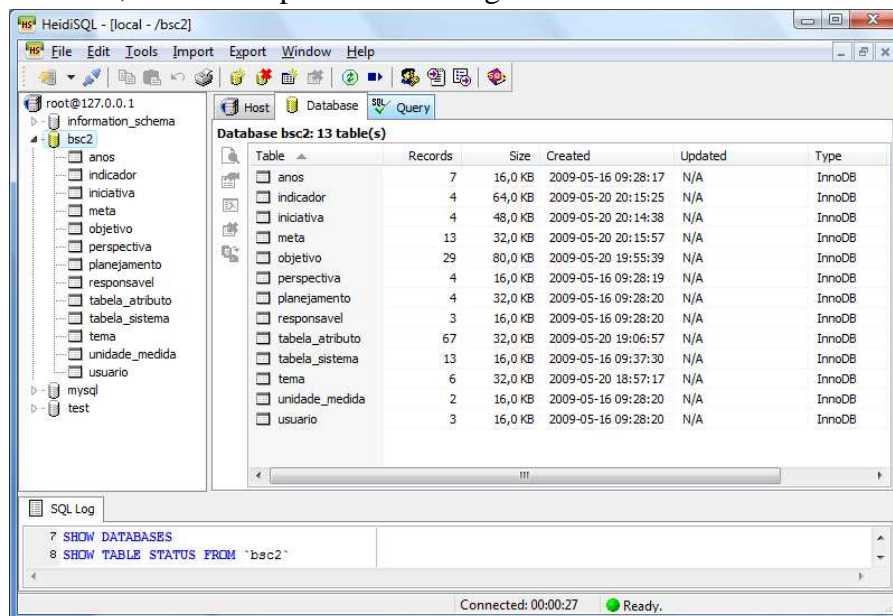 HeidiSQL - [local - /bsc2]
File Edit Tools Import Export Window Help
root@127.0.0.1
information_schema
bsc2
anos
indicador
iniciativa
meta
objetivo
perspectiva
planejamento
responsavel
tabela_atributo
tabela_sistema
tema
unidade_medida
usuario
mysql
test
Host Database Query
Database bsc2: 13 table(s)
Table Records Size Created Updated Type
anos 7 16,0 KB 2009-05-16 09:28:17 N/A InnoDB
indicador 4 64,0 KB 2009-05-20 20:15:25 N/A InnoDB
iniciativa 4 48,0 KB 2009-05-20 20:14:38 N/A InnoDB
meta 13 32,0 KB 2009-05-20 20:15:57 N/A InnoDB
objetivo 29 80,0 KB 2009-05-20 19:55:39 N/A InnoDB
perspectiva 4 16,0 KB 2009-05-16 09:28:19 N/A InnoDB
planejamento 4 32,0 KB 2009-05-16 09:28:20 N/A InnoDB
responsavel 3 16,0 KB 2009-05-16 09:28:20 N/A InnoDB
tabela_atributo 67 32,0 KB 2009-05-20 19:06:57 N/A InnoDB
tabela_sistema 13 16,0 KB 2009-05-16 09:37:30 N/A InnoDB
tema 6 32,0 KB 2009-05-20 18:57:17 N/A InnoDB
unidade_medida 2 16,0 KB 2009-05-16 09:28:20 N/A InnoDB
usuario 3 16,0 KB 2009-05-16 09:28:20 N/A InnoDB
SQL Log
7 SHOW DATABASES
8 SHOW TABLE STATUS FROM `bsc2`
Connected: 00:00:27 Ready.